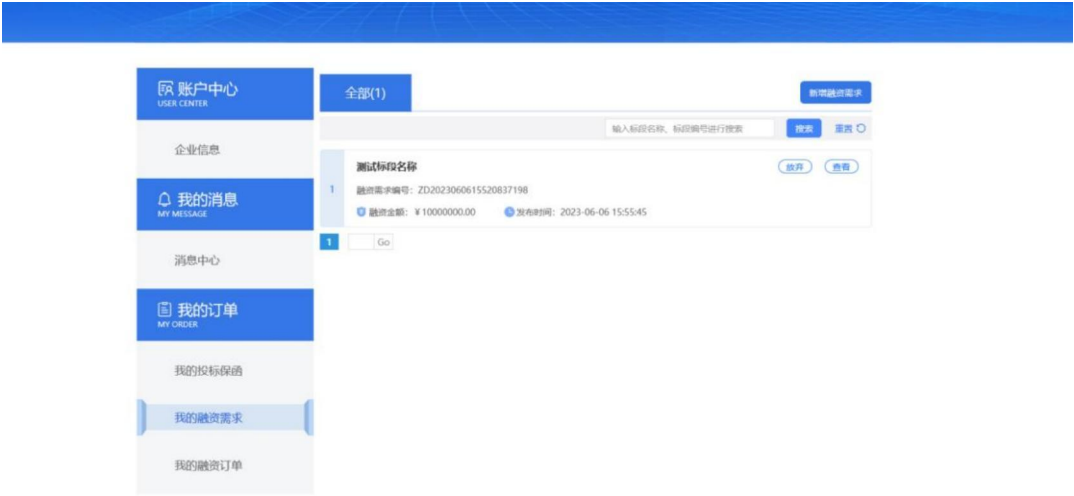 账户中心
USER CENTER
企业信息
我的消息
MY MESSAGE
消息中心
我的订单
MY ORDER
我的投标保函
我的融资需求
我的融资订单
全部(1)
新增融资需求
输入标段名称、标段编号进行搜索
搜索
重置
测试标段名称
放弃
查看
1
融资需求编号：ZD2023060615520837198
融资金额：￥10000000.00
发布时间：2023-06-06 15:55:45
1
Go